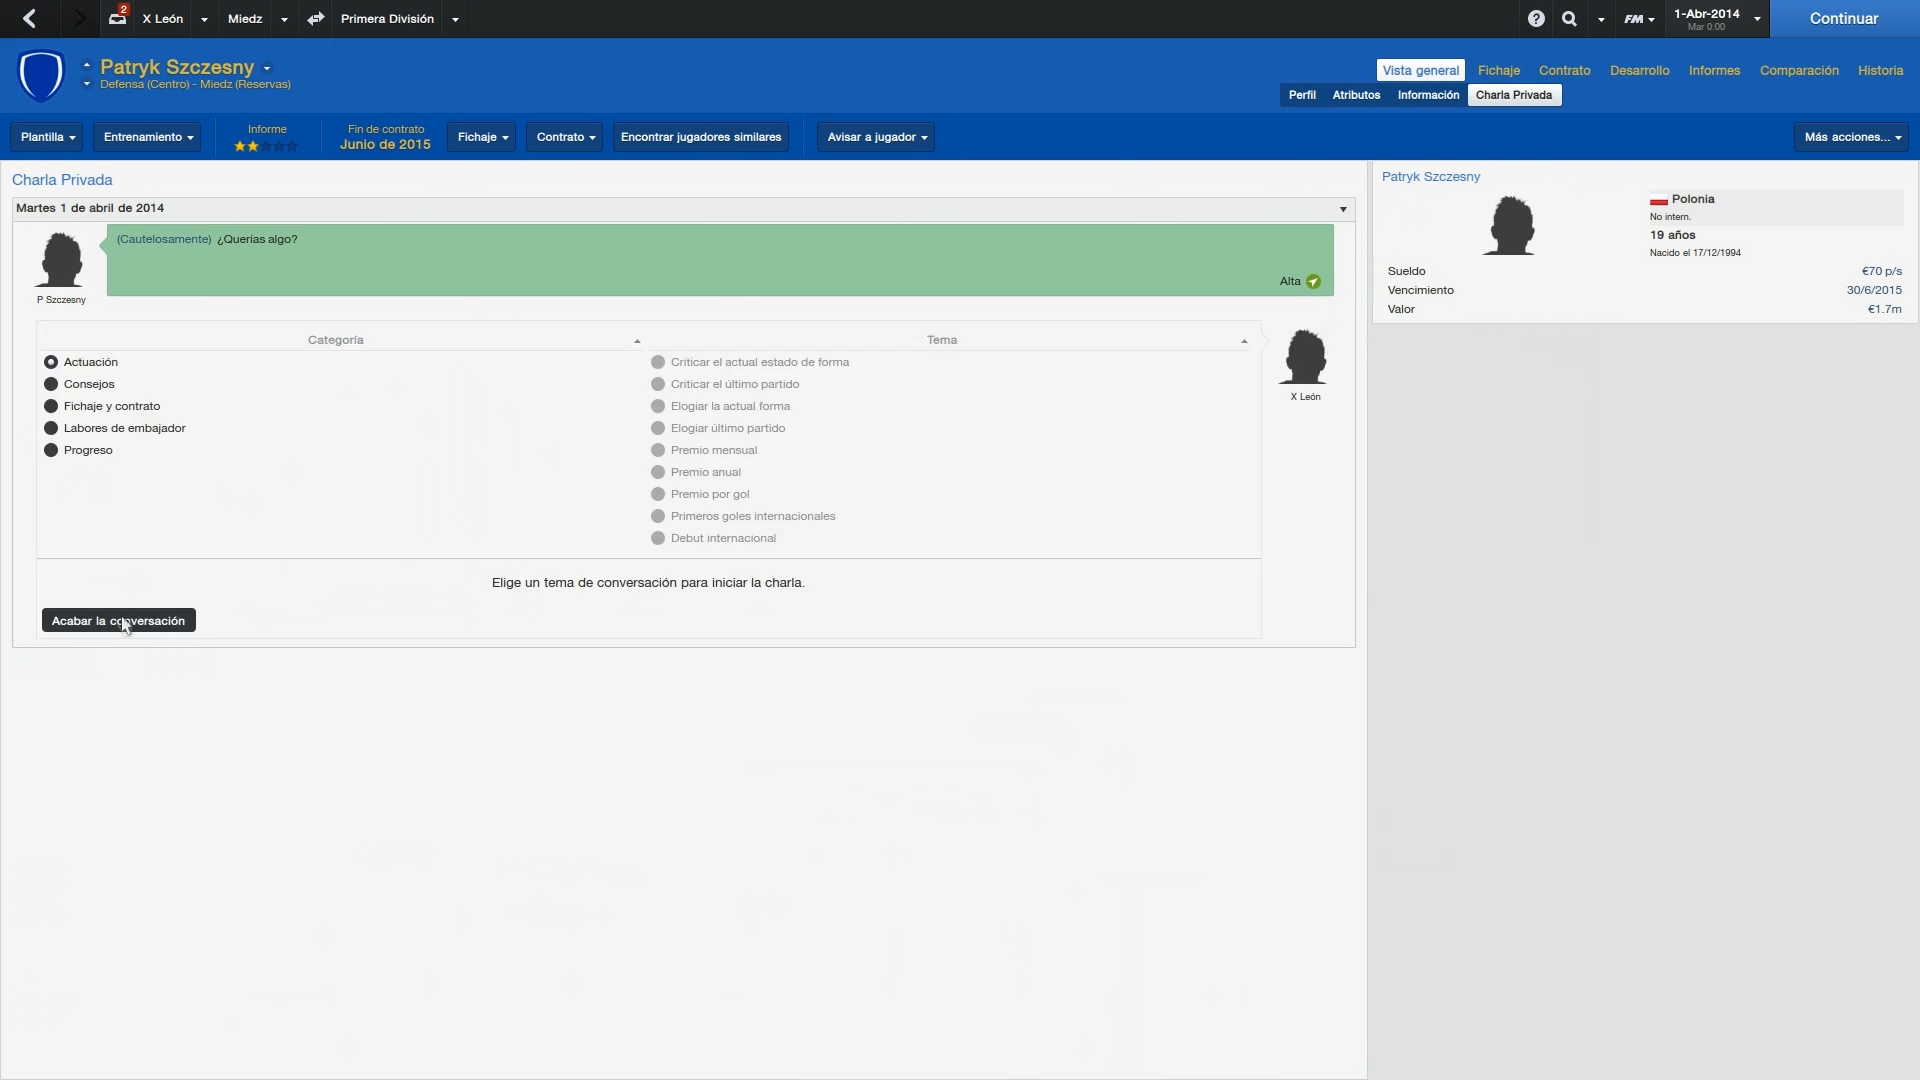 2
X León
Miedz
Primera División
?
FM
1-Abr-2014
Mar 0:00
Continuar
Patryk Szczesny
Defensa (Centro) - Miedz (Reservas)
Vista general
Fichaje
Contrato
Desarrollo
Informes
Comparación
Historia
Perfil
Atributos
Información
Charla Privada
Plantilla
Entrenamiento
Informe
Fin de contrato
Junio de 2015
Fichaje
Contrato
Encontrar jugadores similares
Avisar a jugador
Más acciones...
Charla Privada
Martes 1 de abril de 2014
(Cautelosamente) ¿Querías algo?
Alta
P Szczesny
Categoría
Tema
Actuación
Consejos
Fichaje y contrato
Labores de embajador
Progreso
Criticar el actual estado de forma
Criticar el último partido
Elogiar la actual forma
Elogiar último partido
Premio mensual
Premio anual
Premio por gol
Primeros goles internacionales
Debut internacional
X León
Elige un tema de conversación para iniciar la charla.
Acabar la conversación
Patryk Szczesny
Polonia
No intern.
19 años
Nacido el 17/12/1994
Sueldo €70 p/s
Vencimiento 30/6/2015
Valor €1.7m